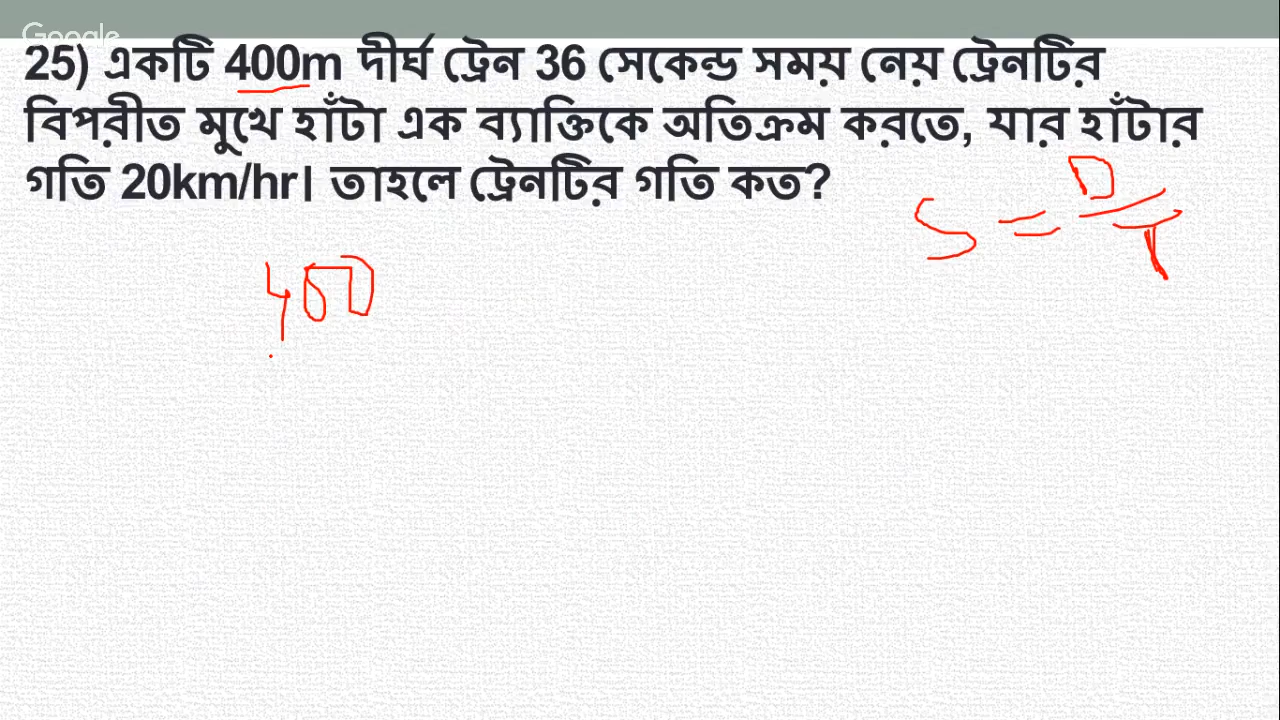 Google
25) একটি 400m দীর্ঘ ট্রেন 36 সেকেন্ড সময় নেয় ট্রেনটির
বিপরীত মুখে হাঁটা এক ব্যাক্তিকে অতিক্রম করতে, যার হাঁটার
গতি 20km/hr। তাহলে ট্রেনটির গতি কত?
S = D/T
400